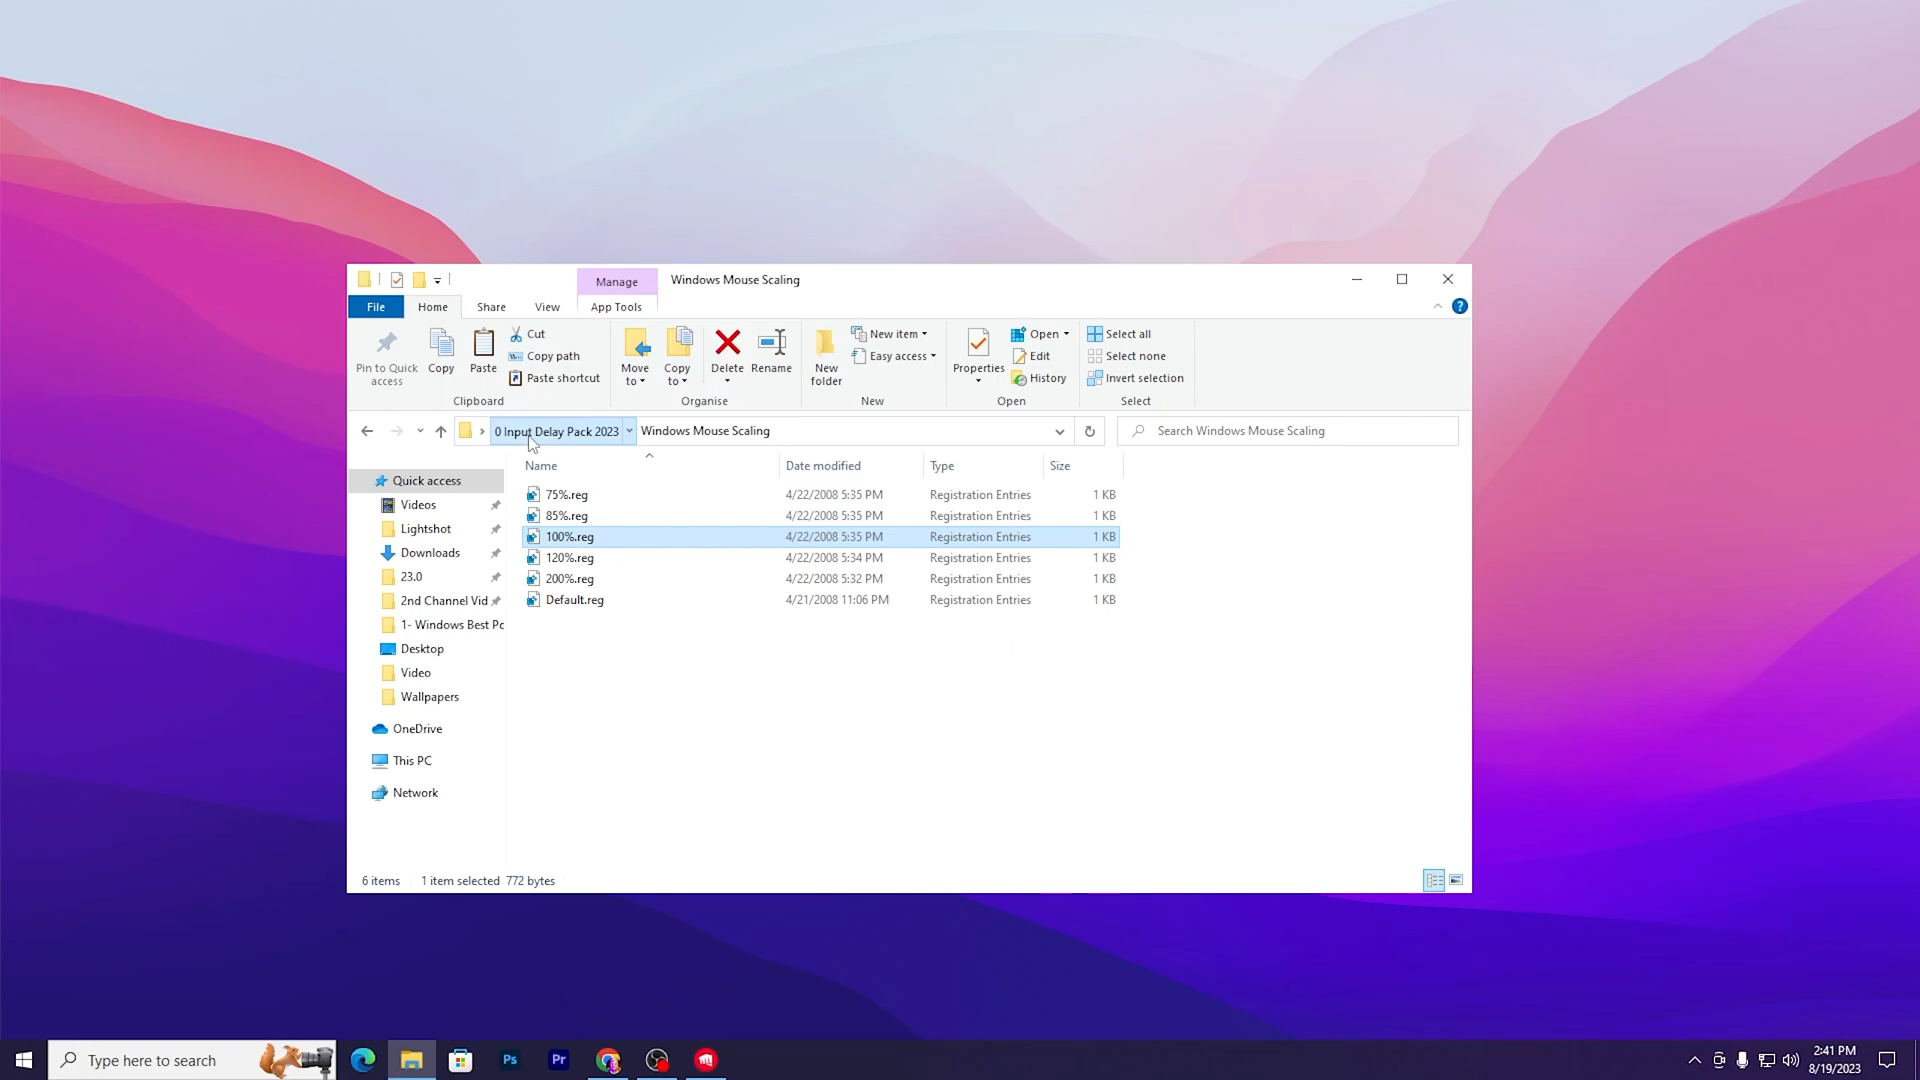 Manage
Windows Mouse Scaling
File
Home
Share
View
App Tools
Pin to Quick access
Copy
Paste
Cut
Copy path
Paste shortcut
Clipboard
Move to
Copy to
Delete
Rename
Organise
New folder
New item
Easy access
New
Properties
Open
Edit
History
Open
Select all
Select none
Invert selection
Select
0 Input Delay Pack 2023
Windows Mouse Scaling
Search Windows Mouse Scaling
Name
Date modified
Type
Size
75%.reg 4/22/2008 5:35 PM Registration Entries 1 KB
85%.reg 4/22/2008 5:35 PM Registration Entries 1 KB
100%.reg 4/22/2008 5:35 PM Registration Entries 1 KB
120%.reg 4/22/2008 5:34 PM Registration Entries 1 KB
200%.reg 4/22/2008 5:32 PM Registration Entries 1 KB
Default.reg 4/21/2008 11:06 PM Registration Entries 1 KB
Quick access
Videos
Lightshot
Downloads
23.0
2nd Channel Vid
1- Windows Best Pc
Desktop
Video
Wallpapers
OneDrive
This PC
Network
6 items
1 item selected 772 bytes
Type here to search
Ps
Pr
2:41 PM
8/19/2023